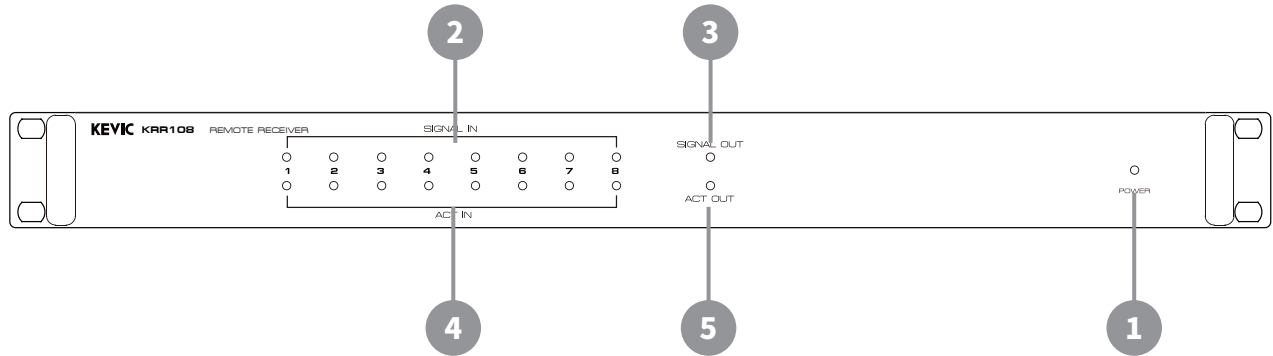 2
3
KEVIC KRR108 REMOTE RECEIVER
SIGNAL IN
SIGNAL OUT
1 2 3 4 5 6 7 8
POWER
ACT OUT
ACT IN
4
5
1